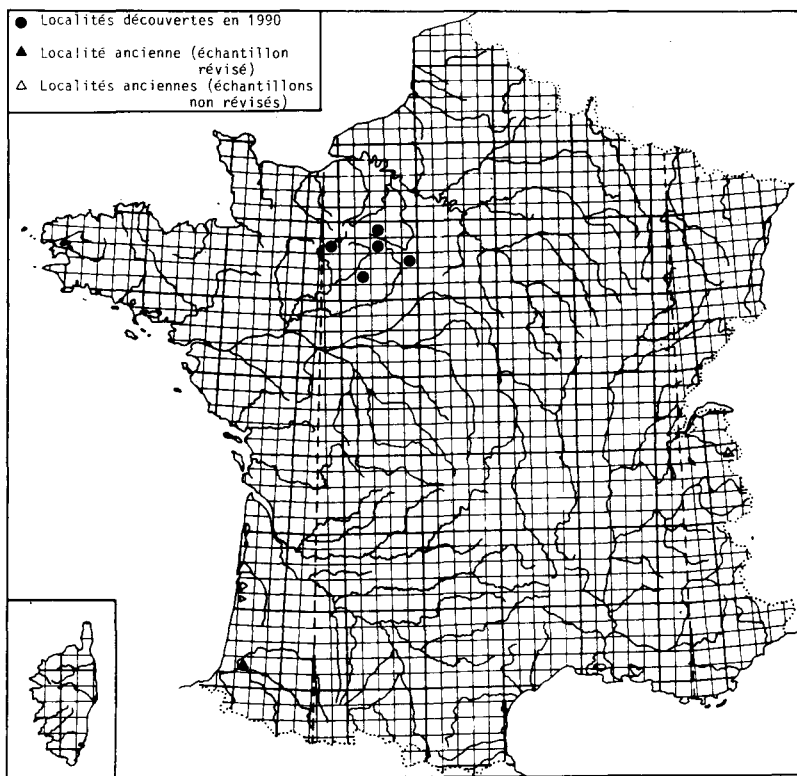 ● Localités découvertes en 1990
▲ Localité ancienne (échantillon
révisé)
△ Localités anciennes (échantillons
non révisés)